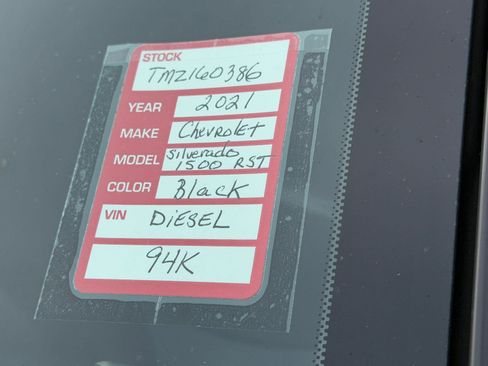 STOCK
TMZ160386
YEAR 2021
MAKE Chevrolet
MODEL Silverado
1500 RST
COLOR Black
VIN DIESEL
94K